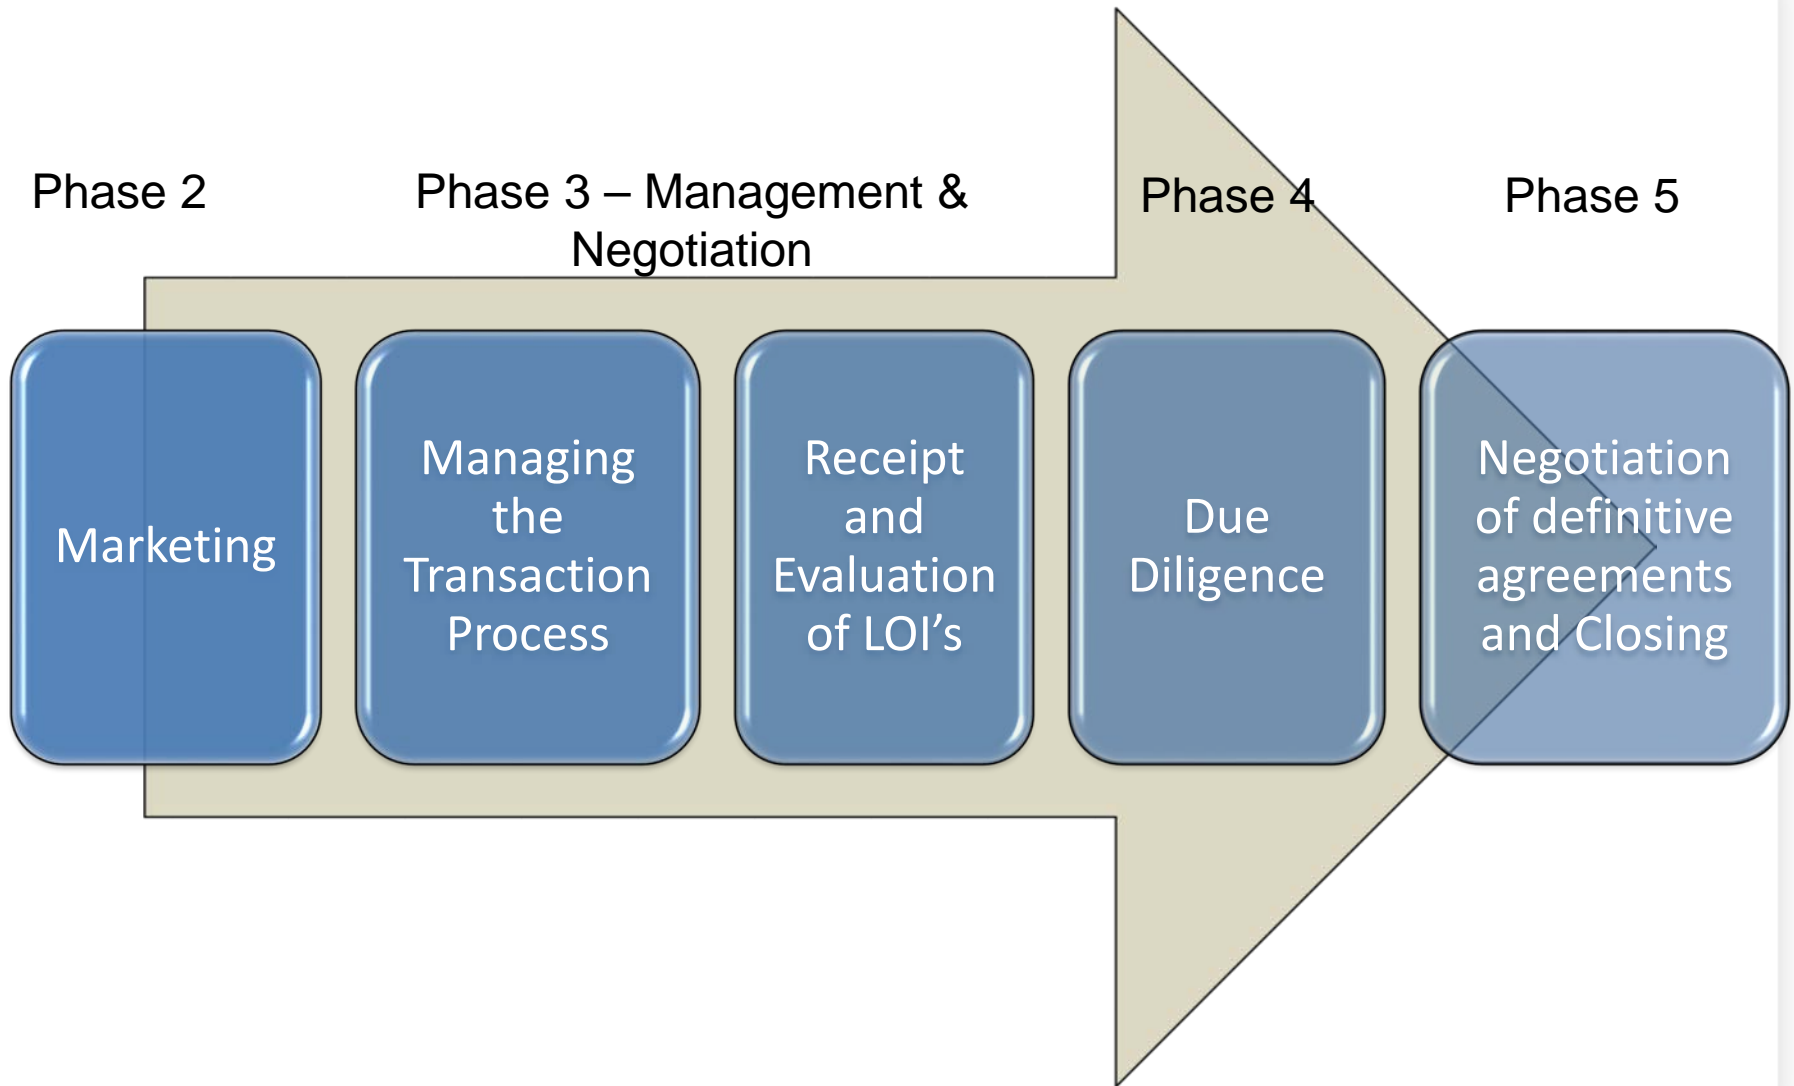 Phase 2
Phase 3 – Management &
Negotiation
Phase 4
Phase 5
Marketing
Managing
the
Transaction
Process
Receipt
and
Evaluation
of LOI’s
Due
Diligence
Negotiation
of definitive
agreements
and Closing